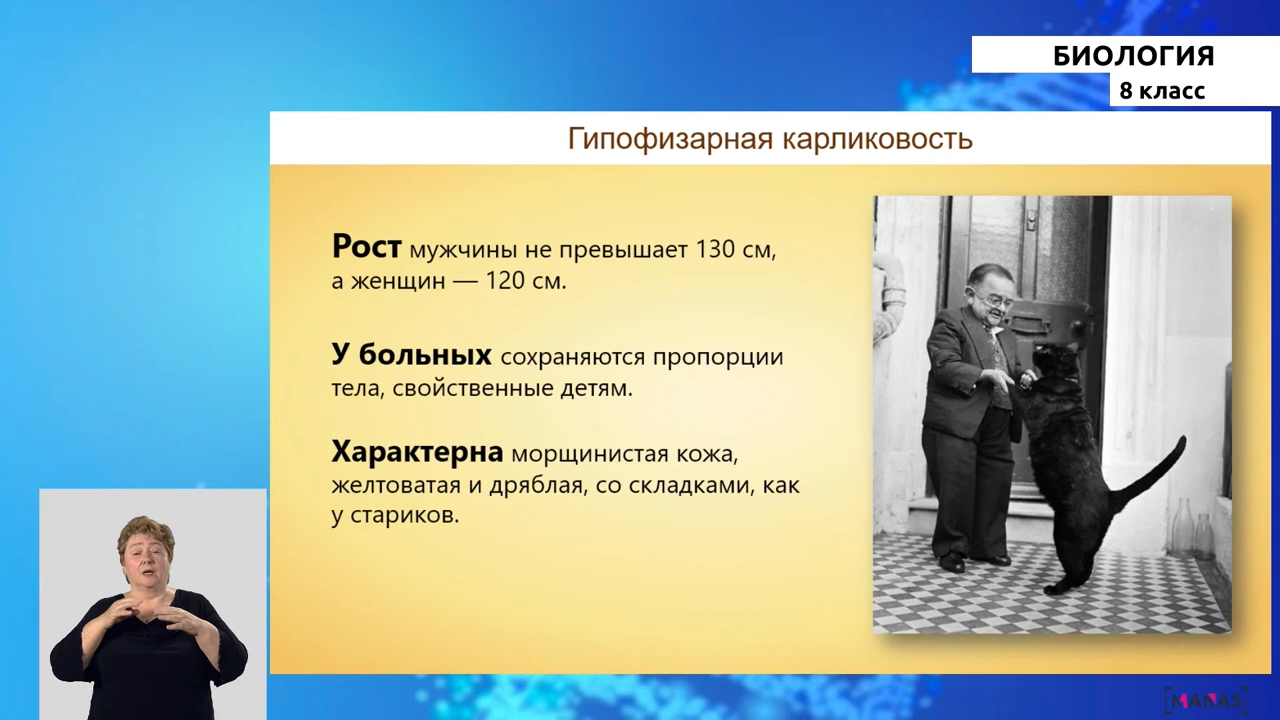 БИОЛОГИЯ
8 класс
Гипофизарная карликовость
Рост мужчины не превышает 130 см,
а женщин — 120 см.
У больных сохраняются пропорции
тела, свойственные детям.
Характерна морщинистая кожа,
желтоватая и дряблая, со складками, как
у стариков.
MANAS